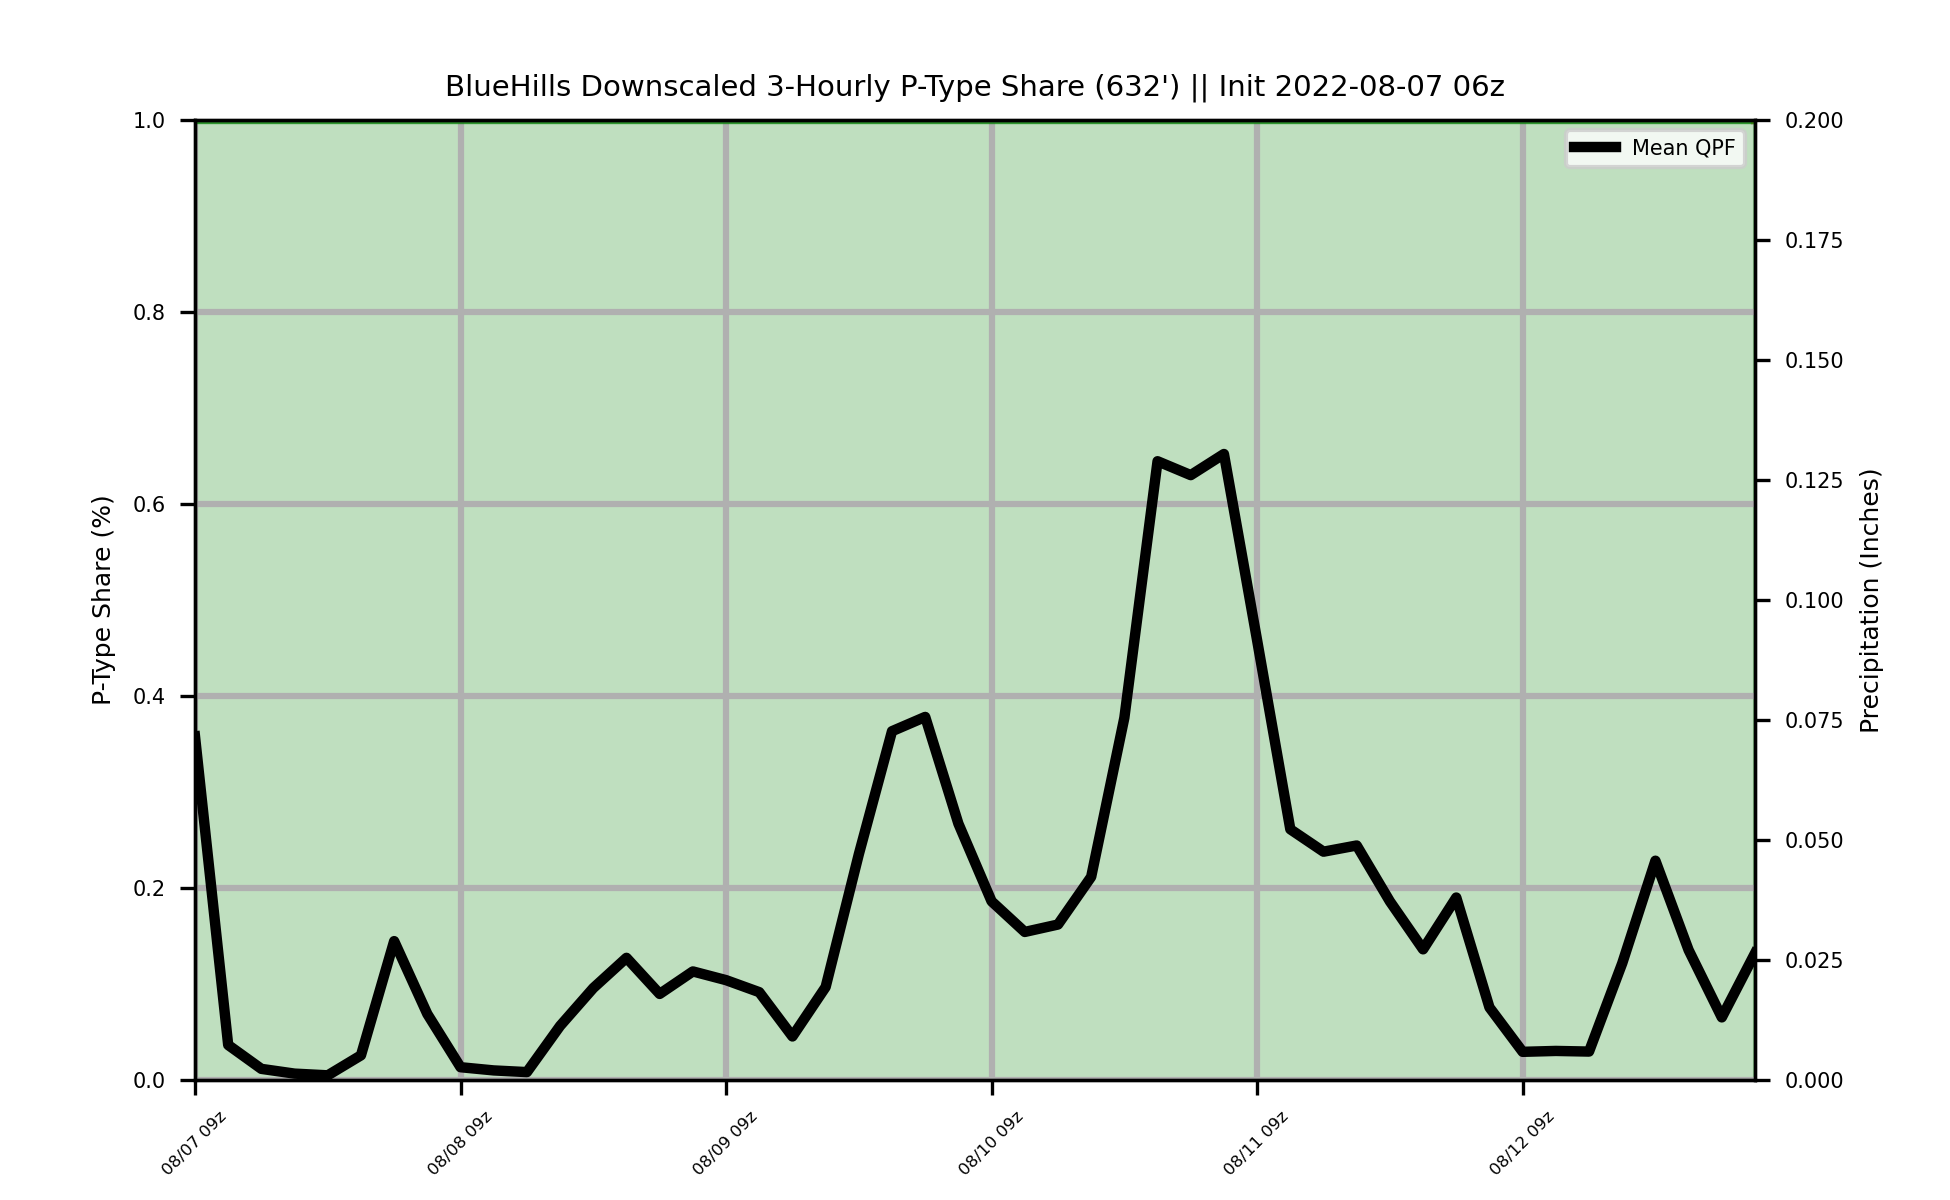 BlueHills Downscaled 3-Hourly P-Type Share (632') || Init 2022-08-07 06z
Mean QPF
P-Type Share (%)
1.0
0.8
0.6
0.4
0.2
0.0
0.200
0.175
0.150
0.125
0.100
0.075
0.050
0.025
0.000
Precipitation (Inches)
08/07 09z
08/08 09z
08/09 09z
08/10 09z
08/11 09z
08/12 09z